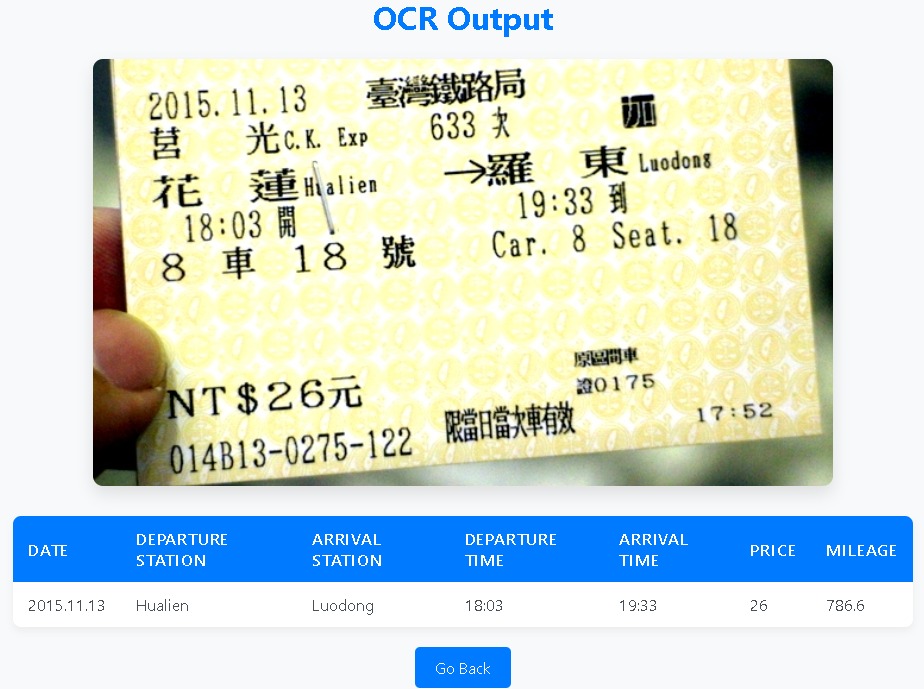 OCR Output
2015.11.13 臺灣鐵路局
莒 光 C.K. Exp 633 次
花 蓮 Hualien →羅 東 Luodong
18:03 開 19:33 到
8 車 18 號 Car. 8 Seat. 18
原區間車
證0175
NT$26元
限當日當次車有效 17:52
014B13-0275-122
DATE DEPARTURE STATION ARRIVAL STATION DEPARTURE TIME ARRIVAL TIME PRICE MILEAGE
2015.11.13 Hualien Luodong 18:03 19:33 26 786.6
Go Back